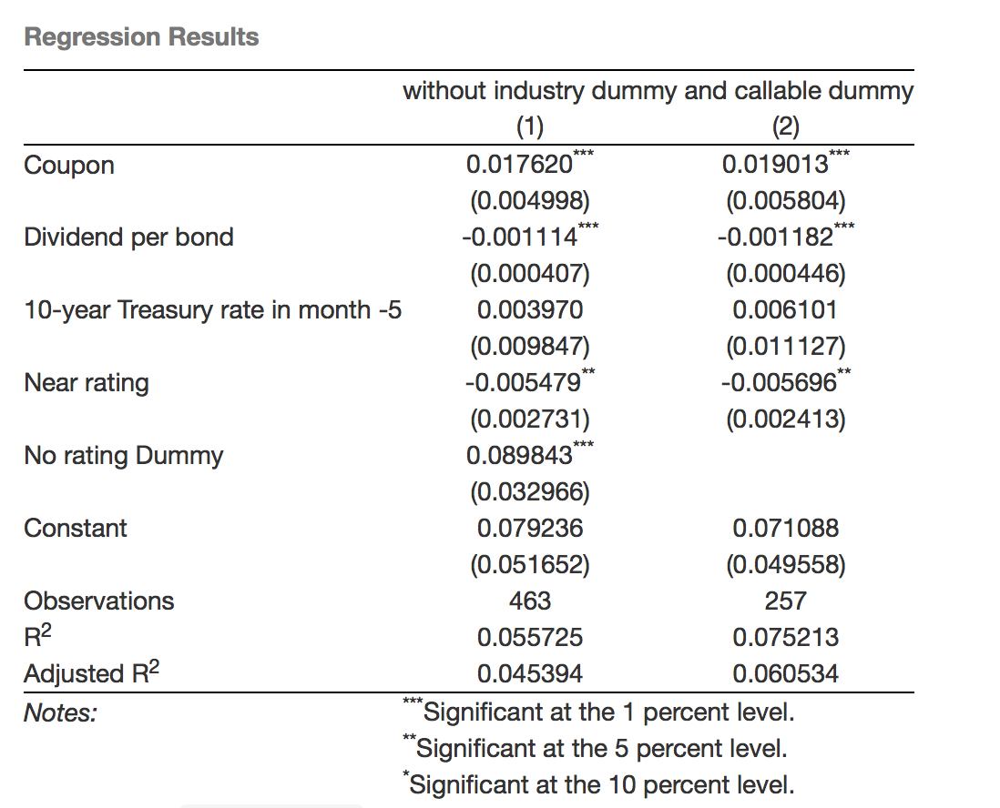 Regression Results
without industry dummy and callable dummy
(1) (2)
Coupon 0.017620*** 0.019013***
(0.004998) (0.005804)
Dividend per bond -0.001114*** -0.001182***
(0.000407) (0.000446)
10-year Treasury rate in month -5 0.003970 0.006101
(0.009847) (0.011127)
Near rating -0.005479** -0.005696**
(0.002731) (0.002413)
No rating Dummy 0.089843***
(0.032966)
Constant 0.079236 0.071088
(0.051652) (0.049558)
Observations 463 257
R2 0.055725 0.075213
Adjusted R2 0.045394 0.060534
Notes: ***Significant at the 1 percent level.
**Significant at the 5 percent level.
*Significant at the 10 percent level.